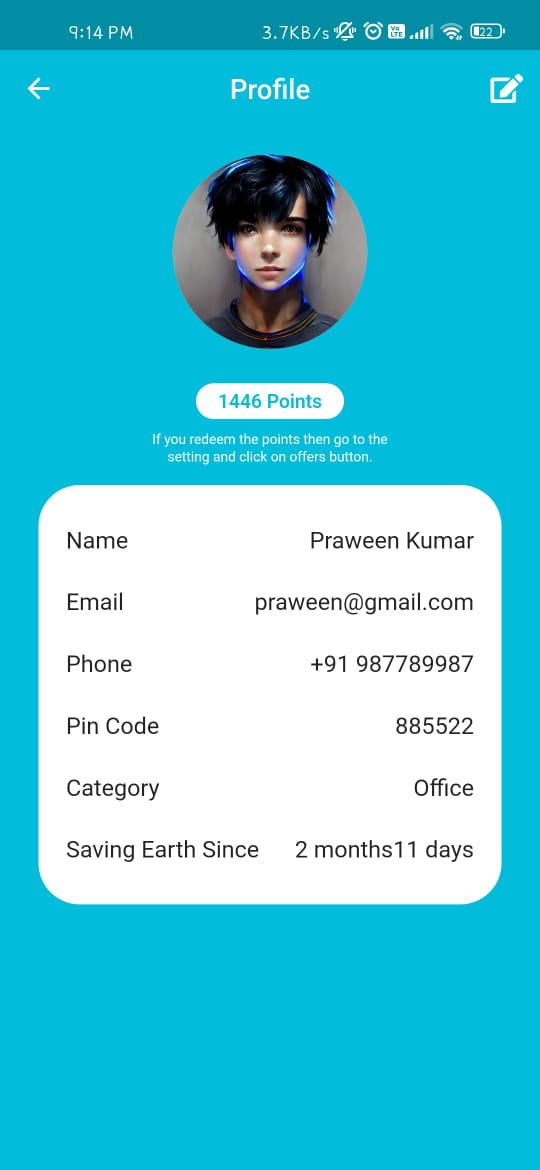 9:14 PM 3.7KB/s Vo LTE 22
Profile
1446 Points
If you redeem the points then go to the
setting and click on offers button.
Name Praween Kumar
Email praween@gmail.com
Phone +91 987789987
Pin Code 885522
Category Office
Saving Earth Since 2 months11 days